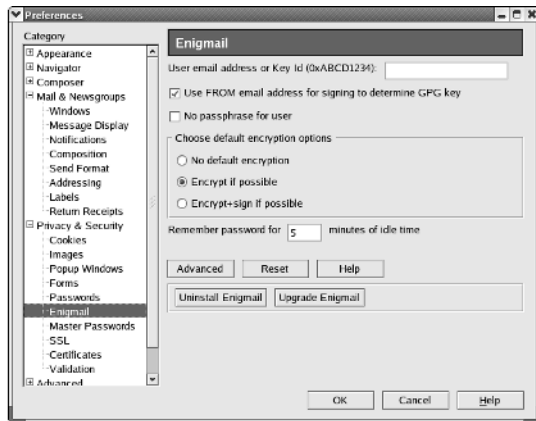 Preferences
Category
Appearance
Navigator
Composer
Mail & Newsgroups
Windows
Message Display
Notifications
Composition
Send Format
Addressing
Labels
Return Receipts
Privacy & Security
Cookies
Images
Popup Windows
Forms
Passwords
Enigmail
Master Passwords
SSL
Certificates
Validation
Advanced
Enigmail
User email address or Key Id (0xABCD1234):
Use FROM email address for signing to determine GPG key
No passphrase for user
Choose default encryption options
No default encryption
Encrypt if possible
Encrypt+sign if possible
Remember password for 5 minutes of idle time
Advanced Reset Help
Uninstall Enigmail Upgrade Enigmail
OK Cancel Help